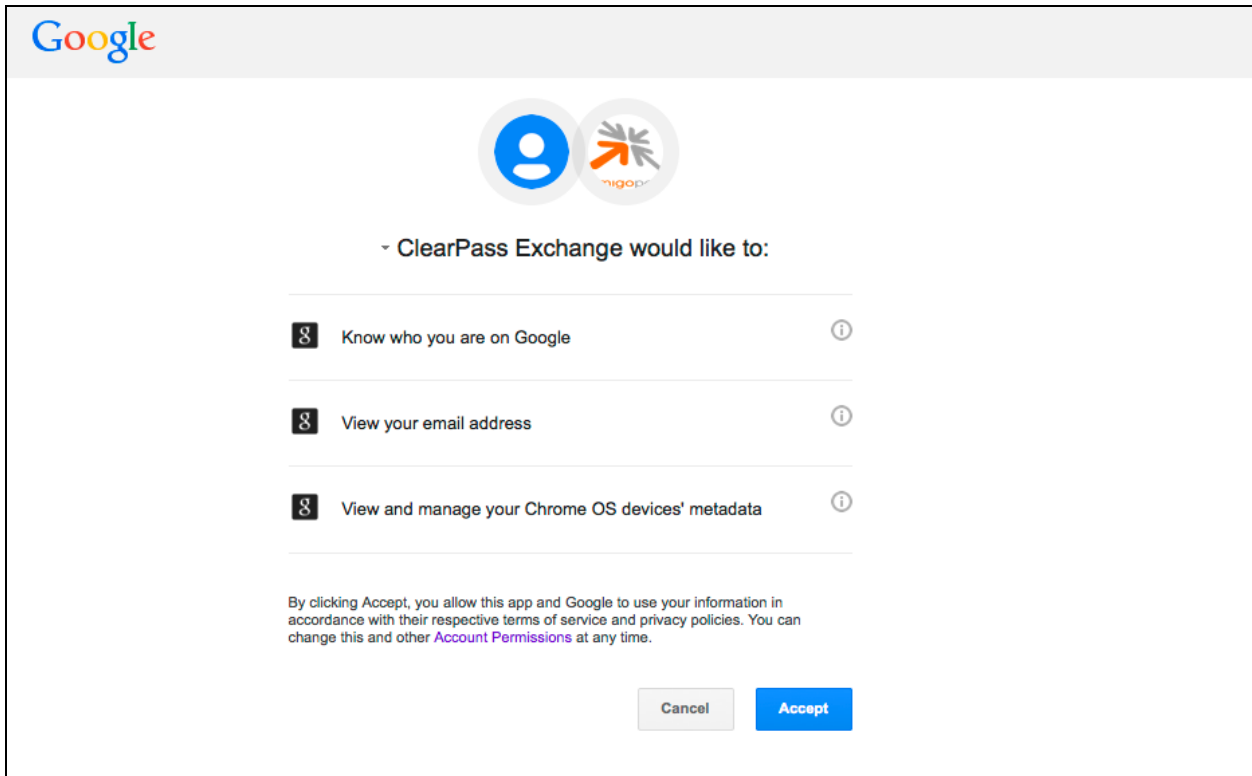 Google
ClearPass Exchange would like to:
Know who you are on Google
View your email address
View and manage your Chrome OS devices' metadata
By clicking Accept, you allow this app and Google to use your information in
accordance with their respective terms of service and privacy policies. You can
change this and other Account Permissions at any time.
Cancel Accept